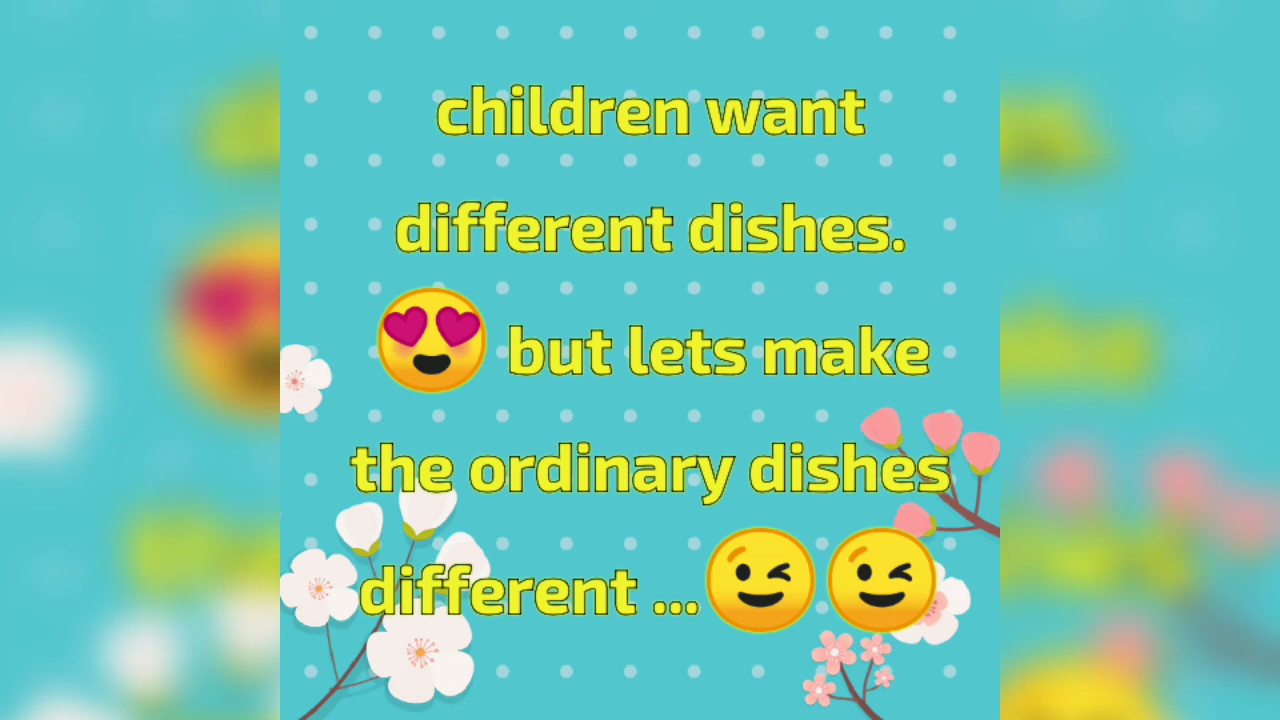 children want
different dishes.
😍 but lets make
the ordinary dishes
different ...😉😉